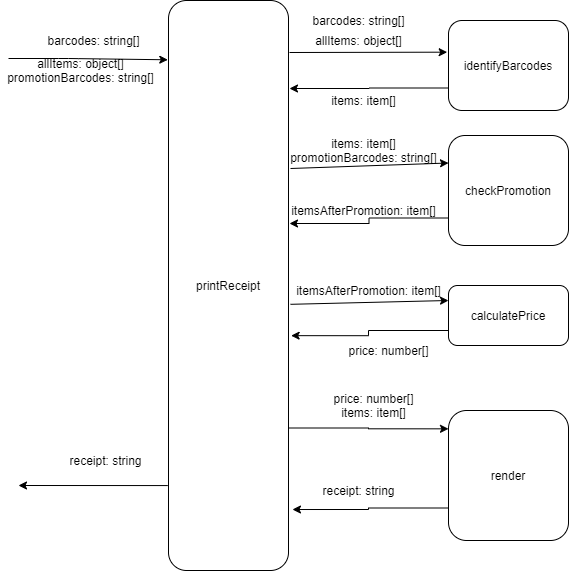 barcodes: string[]
allItems: object[]
promotionBarcodes: string[]
printReceipt
barcodes: string[]
allItems: object[]
identifyBarcodes
items: item[]
items: item[]
promotionBarcodes: string[]
checkPromotion
itemsAfterPromotion: item[]
itemsAfterPromotion: item[]
calculatePrice
price: number[]
price: number[]
items: item[]
render
receipt: string
receipt: string